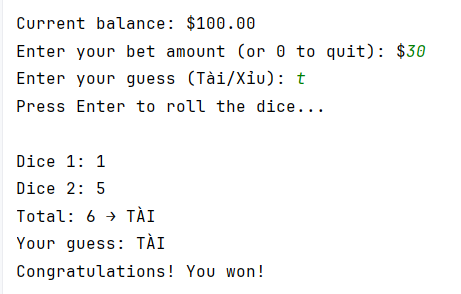 Current balance: $100.00
Enter your bet amount (or 0 to quit): $30
Enter your guess (Tài/Xỉu): t
Press Enter to roll the dice...
Dice 1: 1
Dice 2: 5
Total: 6 → TÀI
Your guess: TÀI
Congratulations! You won!